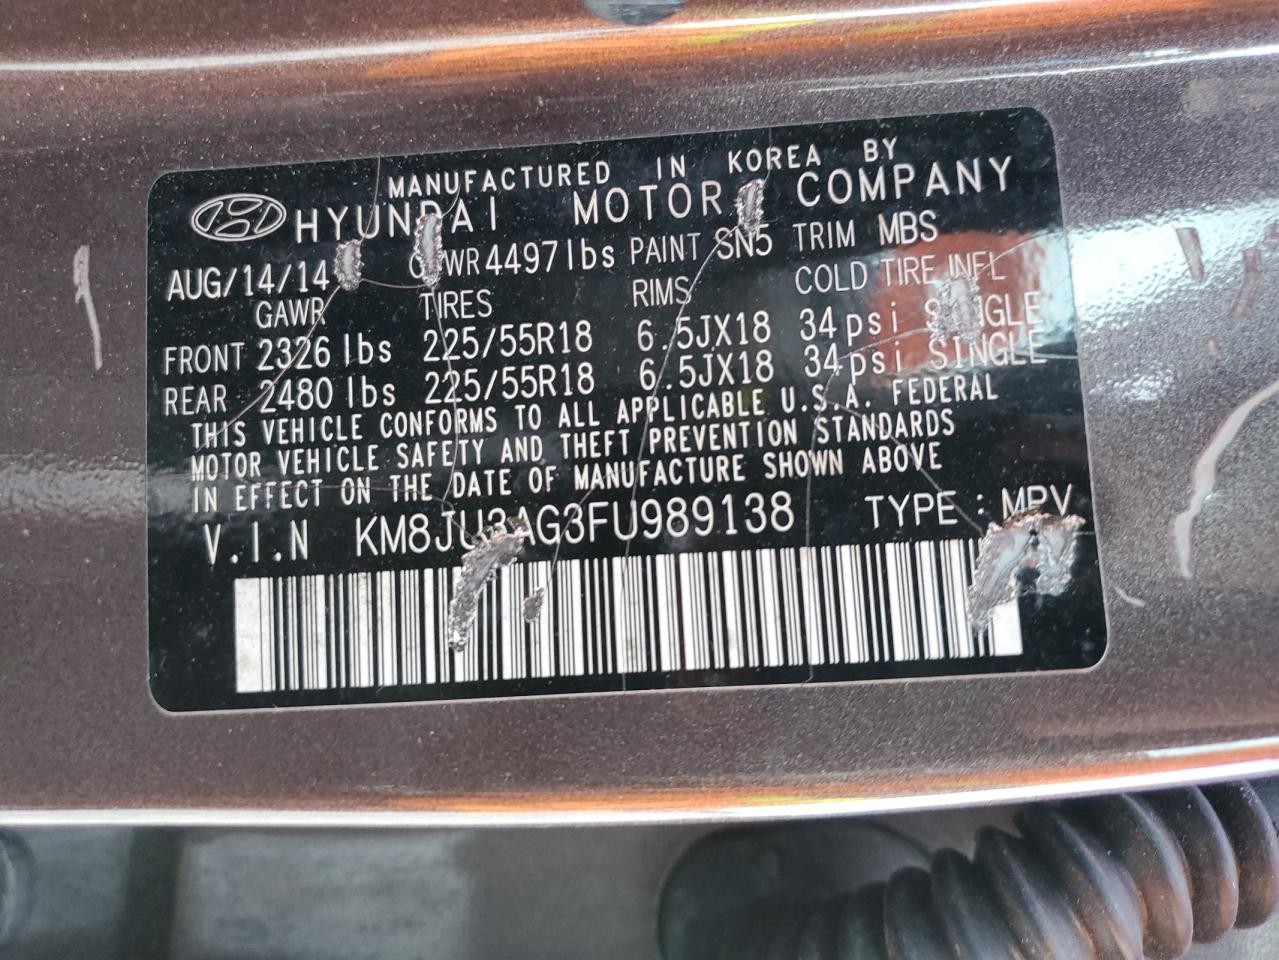 MANUFACTURED IN KOREA BY
HYUNDAI MOTOR COMPANY
AUG/14/14 GVWR 4497 lbs PAINT SN5 TRIM MBS
GAWR TIRES RIMS COLD TIRE INFL
FRONT 2326 lbs 225/55R18 6.5JX18 34 psi SINGLE
REAR 2480 lbs 225/55R18 6.5JX18 34 psi SINGLE
THIS VEHICLE CONFORMS TO ALL APPLICABLE U.S.A. FEDERAL
MOTOR VEHICLE SAFETY AND THEFT PREVENTION STANDARDS
IN EFFECT ON THE DATE OF MANUFACTURE SHOWN ABOVE
V.I.N KM8JU3AG3FU989138 TYPE : MPV